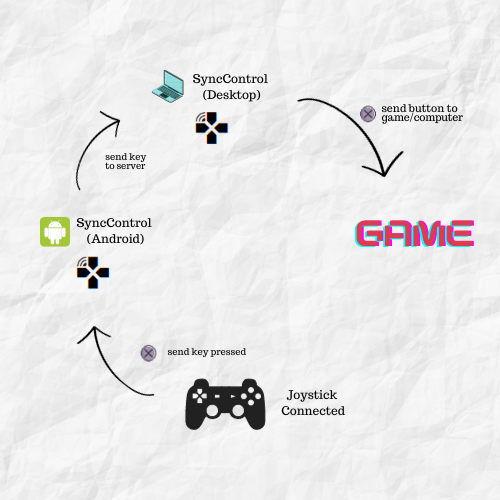 SyncControl
(Desktop)
send button to
game/computer
send key
to server
SyncControl
(Android)
GAME
send key pressed
Joystick
Connected